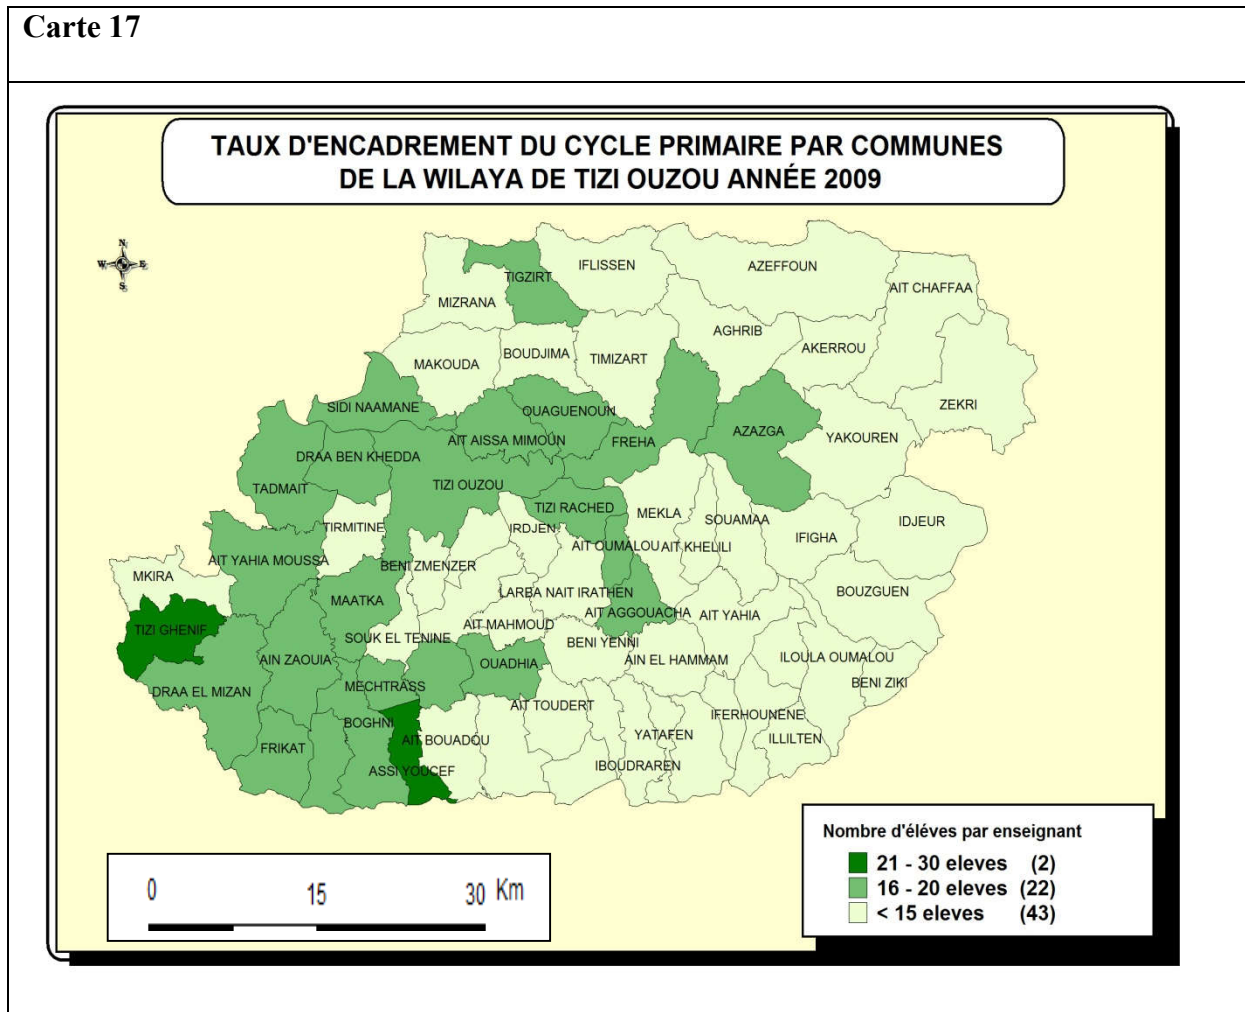 Carte 17
TAUX D'ENCADREMENT DU CYCLE PRIMAIRE PAR COMMUNES
DE LA WILAYA DE TIZI OUZOU ANNÉE 2009
N
W E
S
IFLISSEN
AZEFFOUN
TIGZIRT
AIT CHAFFAA
MIZRANA
AGHRIB
AKERROU
BOUDJIMA
TIMIZART
MAKOUDA
ZEKRI
SIDI NAAMANE
OUAGUENOUN
AZAZGA
YAKOUREN
AIT AISSA MIMOUN
FREHA
DRAA BEN KHEDDA
TADMAIT
TIZI OUZOU
TIZI RACHED
MEKLA
SOUAMAA
IDJEUR
TIRMITINE
IRDJEN
IFIGHA
AIT OUMALOU
AIT KHELILI
AIT YAHIA MOUSSA
BENI ZMENZER
MKIRA
MAATKA
LARBA NAIT IRATHEN
BOUZGUEN
AIT AGGOUACHA
AIT YAHIA
TIZI GHENIF
AIT MAHMOUD
SOUK EL TENINE
BENI YENNI
AIN ZAOUIA
OUADHIA
AIN EL HAMMAM
ILOULA OUMALOU
BENI ZIKI
DRAA EL MIZAN
MECHTRASS
AIT TOUDERT
IFERHOUNENE
BOGHNI
YATAFEN
ILLILTEN
FRIKAT
AIT BOUADOU
ASSI YOUCEF
IBOUDRAREN
Nombre d'éléves par enseignant
21 - 30 eleves (2)
16 - 20 eleves (22)
< 15 eleves (43)
0 15 30 Km